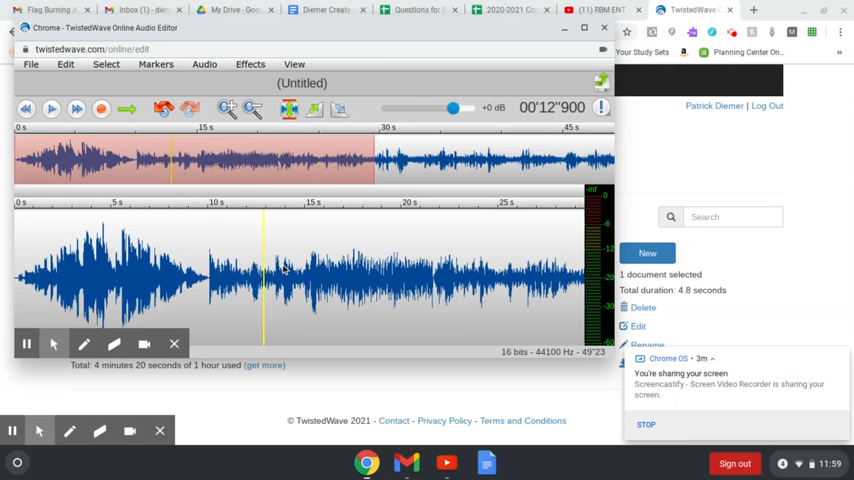 Flag Burning A
Inbox () - diem
My Drive - Goog
Diemer Create
Questions for E
2020-2021 Co
(11) RBM ENT
TwistedWave E
Chrome - TwistedWave Online Audio Editor
twistedwave.com/online/edit
Your Study Sets
Planning Center On...
File Edit Select Markers Audio Effects View
(Untitled)
+0 dB 00'12"900
0 s 15 s 30 s 45 s
Patrick Diemer | Log Out
-inf
0 s 5 s 10 s 15 s 20 s 25 s
0
-6
-12
-20
-30
-60
Search
New
1 document selected
Total duration: 4.8 seconds
Delete
Edit
Rename
16 bits - 44100 Hz - 49"23
Total: 4 minutes 20 seconds of 1 hour used (get more)
Chrome OS • 3m
You're sharing your screen
Screencastify - Screen Video Recorder is sharing your
screen.
STOP
© TwistedWave 2021 - Contact - Privacy Policy - Terms and Conditions
Sign out
4
11:59